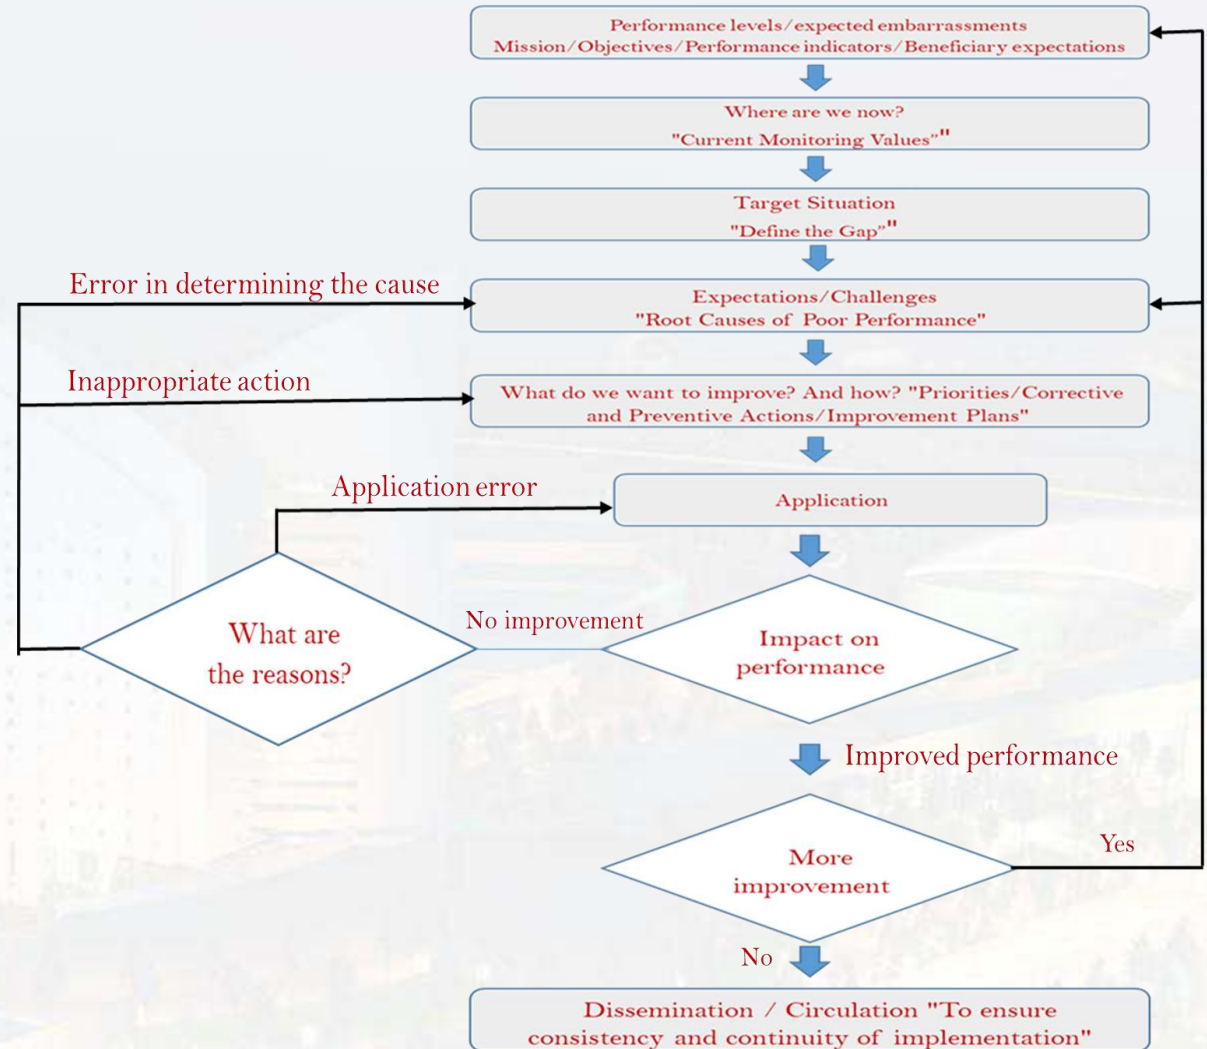 Performance levels/expected embarrassments
Mission/Objectives/Performance indicators/Beneficiary expectations
Where are we now?
"Current Monitoring Values""
Target Situation
"Define the Gap""
Error in determining the cause
Expectations/Challenges
"Root Causes of Poor Performance"
Inappropriate action
What do we want to improve? And how? "Priorities/Corrective
and Preventive Actions/Improvement Plans"
Application error
Application
What are
the reasons?
No improvement
Impact on
performance
Improved performance
More
improvement
Yes
No
Dissemination / Circulation "To ensure
consistency and continuity of implementation"